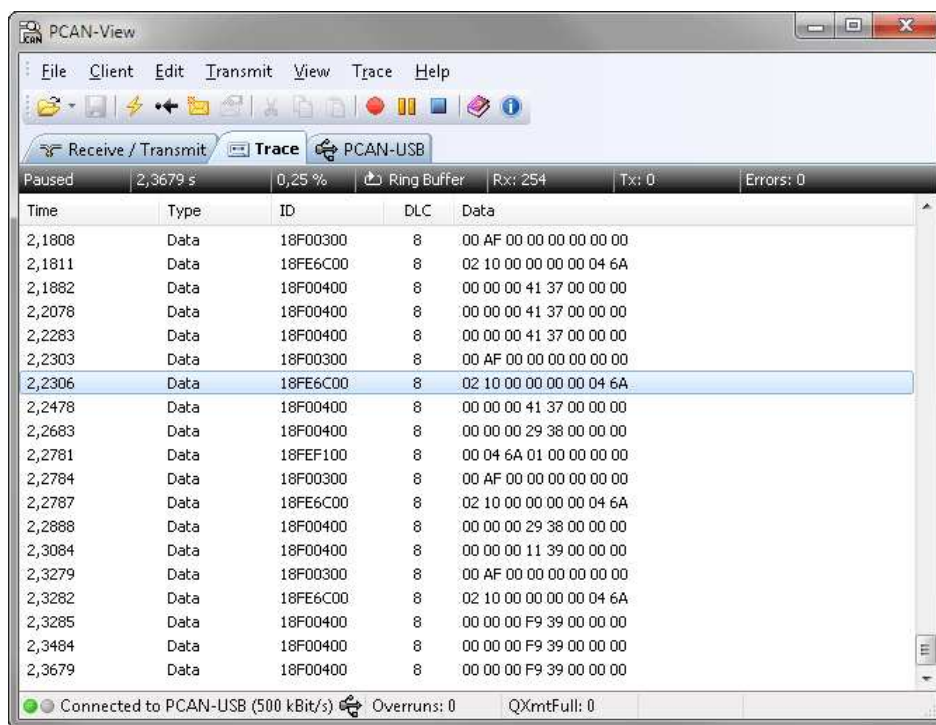 PCAN-View
File Client Edit Transmit View Trace Help
Receive / Transmit Trace PCAN-USB
Paused 2,3679 s 0,25 % Ring Buffer Rx: 254 Tx: 0 Errors: 0
Time Type ID DLC Data
2,1808 Data 18F00300 8 00 AF 00 00 00 00 00 00
2,1811 Data 18FE6C00 8 02 10 00 00 00 00 04 6A
2,1882 Data 18F00400 8 00 00 00 41 37 00 00 00
2,2078 Data 18F00400 8 00 00 00 41 37 00 00 00
2,2283 Data 18F00400 8 00 00 00 41 37 00 00 00
2,2303 Data 18F00300 8 00 AF 00 00 00 00 00 00
2,2306 Data 18FE6C00 8 02 10 00 00 00 00 04 6A
2,2478 Data 18F00400 8 00 00 00 41 37 00 00 00
2,2683 Data 18F00400 8 00 00 00 29 38 00 00 00
2,2781 Data 18FEF100 8 00 04 6A 01 00 00 00 00
2,2784 Data 18F00300 8 00 AF 00 00 00 00 00 00
2,2787 Data 18FE6C00 8 02 10 00 00 00 00 04 6A
2,2888 Data 18F00400 8 00 00 00 29 38 00 00 00
2,3084 Data 18F00400 8 00 00 00 11 39 00 00 00
2,3279 Data 18F00300 8 00 AF 00 00 00 00 00 00
2,3282 Data 18FE6C00 8 02 10 00 00 00 00 04 6A
2,3285 Data 18F00400 8 00 00 00 F9 39 00 00 00
2,3484 Data 18F00400 8 00 00 00 F9 39 00 00 00
2,3679 Data 18F00400 8 00 00 00 F9 39 00 00 00
Connected to PCAN-USB (500 kBit/s) Overruns: 0 QXmtFull: 0